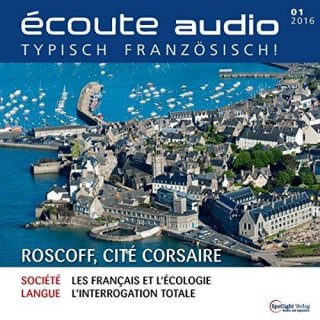 écoute audio
01
2016
TYPISCH FRANZÖSISCH!
ROSCOFF, CITÉ CORSAIRE
SOCIÉTÉ LES FRANÇAIS ET L'ÉCOLOGIE
LANGUE L'INTERROGATION TOTALE
Spotlight Verlag